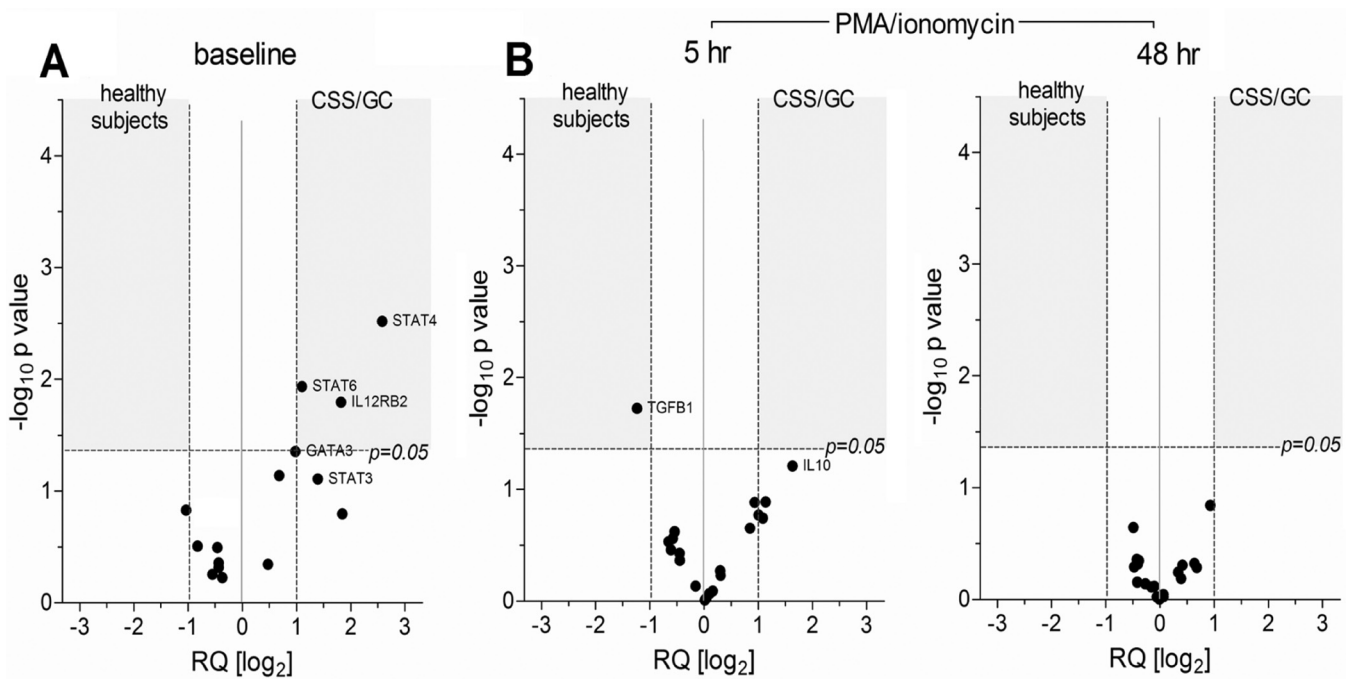 PMA/ionomycin
A
baseline
B
5 hr
48 hr
healthy
subjects
CSS/GC
4
3
2
1
0
-log10 p value
STAT4
STAT6
IL12RB2
GATA3
p=0.05
STAT3
-3 -2 -1 0 1 2 3
RQ [log2]
healthy
subjects
CSS/GC
4
3
2
1
0
-log10 p value
TGFB1
p=0.05
IL10
-3 -2 -1 0 1 2 3
RQ [log2]
healthy
subjects
CSS/GC
4
3
2
1
0
-log10 p value
p=0.05
-3 -2 -1 0 1 2 3
RQ [log2]